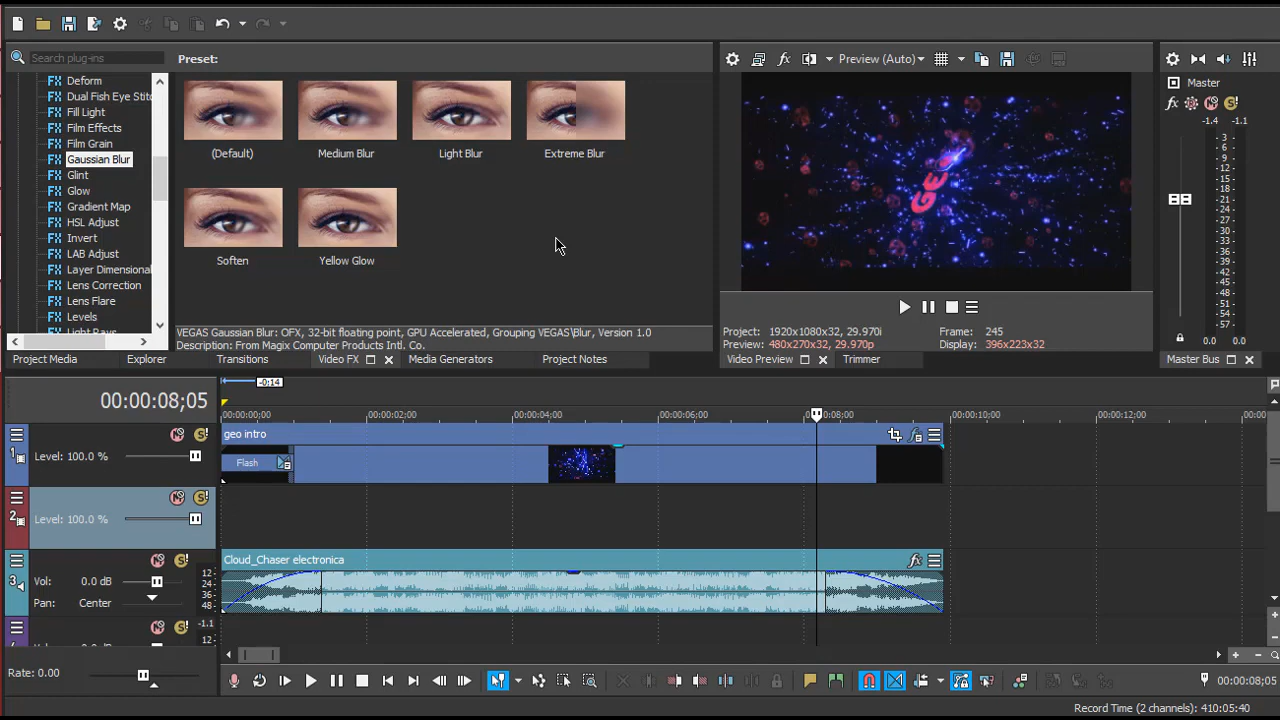 Search plug-ins
Preset:
Preview (Auto)
Master
Deform
Dual Fish Eye Stitc
Fill Light
Film Effects
Film Grain
Gaussian Blur
Glint
Glow
Gradient Map
HSL Adjust
Invert
LAB Adjust
Layer Dimensional
Lens Correction
Lens Flare
Levels
Light Rays
(Default)
Medium Blur
Light Blur
Extreme Blur
Soften
Yellow Glow
VEGAS Gaussian Blur: OFX, 32-bit floating point, GPU Accelerated, Grouping VEGAS\Blur, Version 1.0
Description: From Magix Computer Products Intl. Co.
GE
Project: 1920x1080x32, 29.970i
Frame: 245
Preview: 480x270x32, 29.970p
Display: 396x223x32
-1.4 -1.1
3
6
9
12
15
18
21
24
27
30
33
36
39
42
45
48
51
54
57
0.0 0.0
Project Media
Explorer
Transitions
Video FX
Media Generators
Project Notes
Video Preview
Trimmer
Master Bus
-0:14
00:00:08;05
00:00:00;00
00:00:02;00
00:00:04;00
00:00:06;00
00:00:08;00
00:00:10;00
00:00:12;00
00:00
1
Level: 100.0 %
geo intro
Flash
2
Level: 100.0 %
3
Vol: 0.0 dB
Pan: Center
12
24
36
48
-1.1
12
Cloud_Chaser electronica
Rate: 0.00
00:00:08;05
Record Time (2 channels): 410:05:40